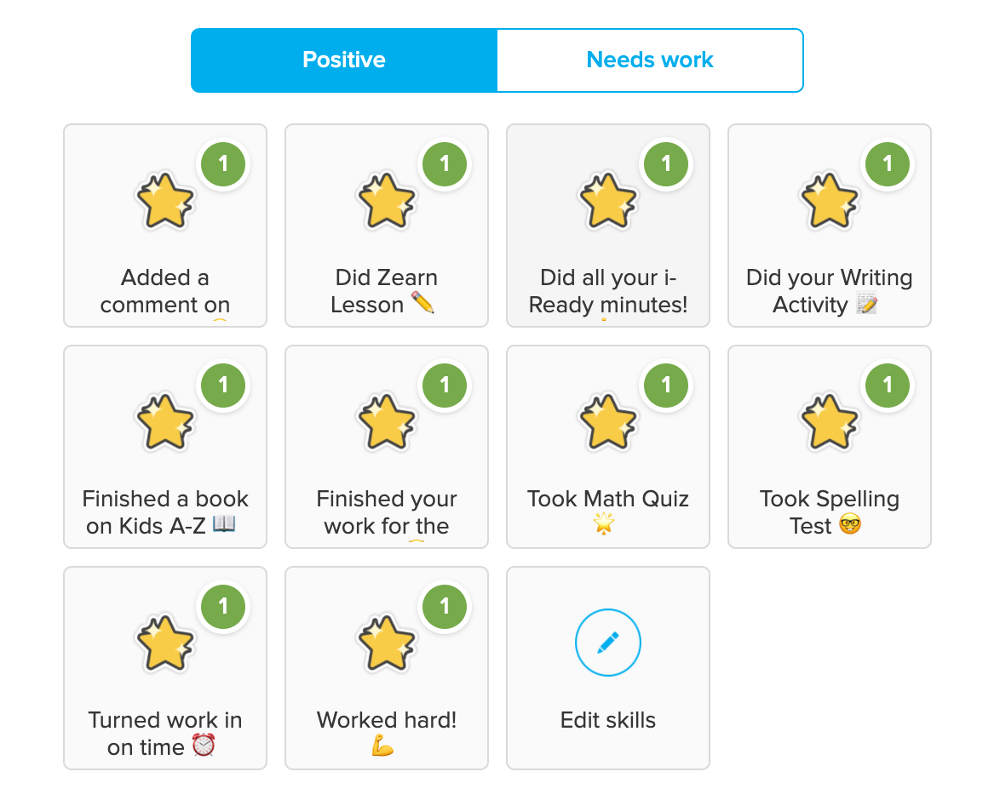 Positive
Needs work
1
Added a
comment on
1
Did Zearn
Lesson ✏️
1
Did all your i-
Ready minutes!
1
Did your Writing
Activity 📝
1
Finished a book
on Kids A-Z 📖
1
Finished your
work for the
1
Took Math Quiz
🌟
1
Took Spelling
Test 🤓
1
Turned work in
on time ⏰
1
Worked hard!
💪
Edit skills